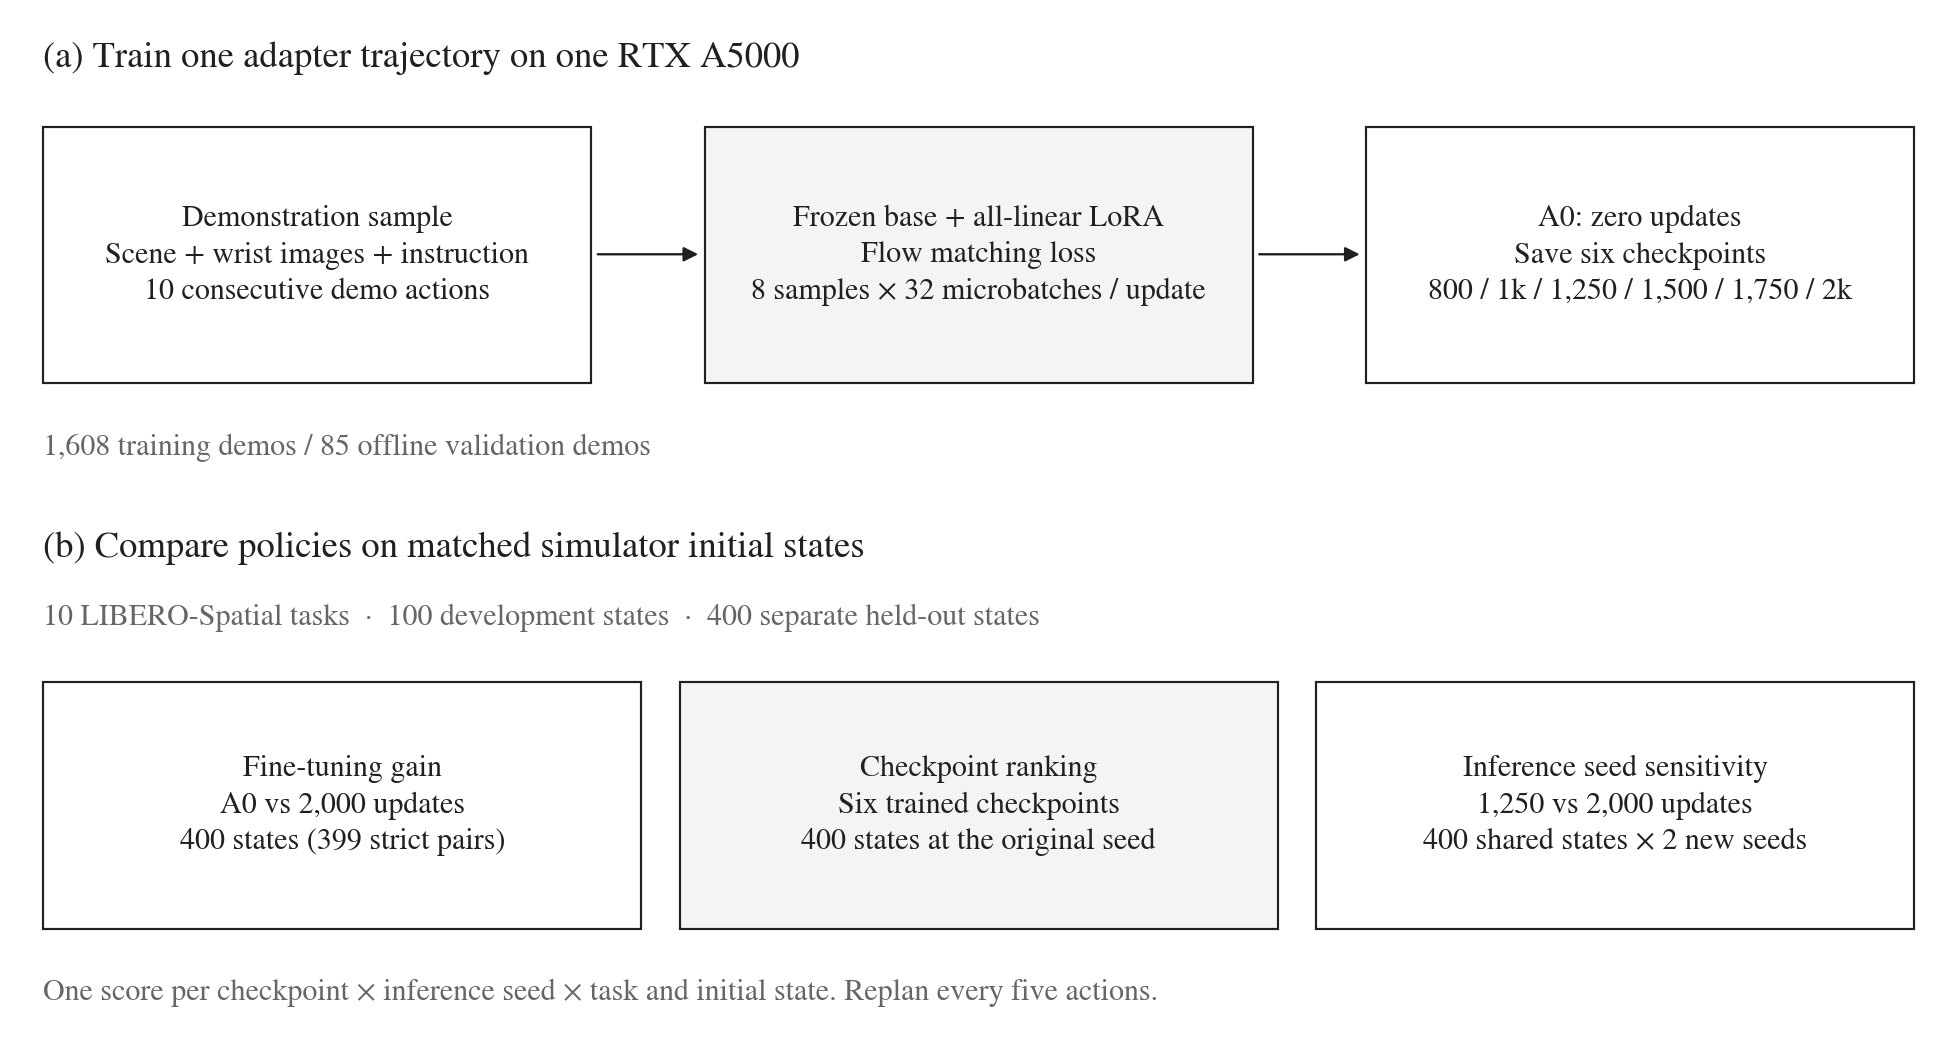 (a) Train one adapter trajectory on one RTX A5000
Demonstration sample
Scene + wrist images + instruction
10 consecutive demo actions
Frozen base + all-linear LoRA
Flow matching loss
8 samples × 32 microbatches / update
A0: zero updates
Save six checkpoints
800 / 1k / 1,250 / 1,500 / 1,750 / 2k
1,608 training demos / 85 offline validation demos
(b) Compare policies on matched simulator initial states
10 LIBERO-Spatial tasks · 100 development states · 400 separate held-out states
Fine-tuning gain
A0 vs 2,000 updates
400 states (399 strict pairs)
Checkpoint ranking
Six trained checkpoints
400 states at the original seed
Inference seed sensitivity
1,250 vs 2,000 updates
400 shared states × 2 new seeds
One score per checkpoint × inference seed × task and initial state. Replan every five actions.